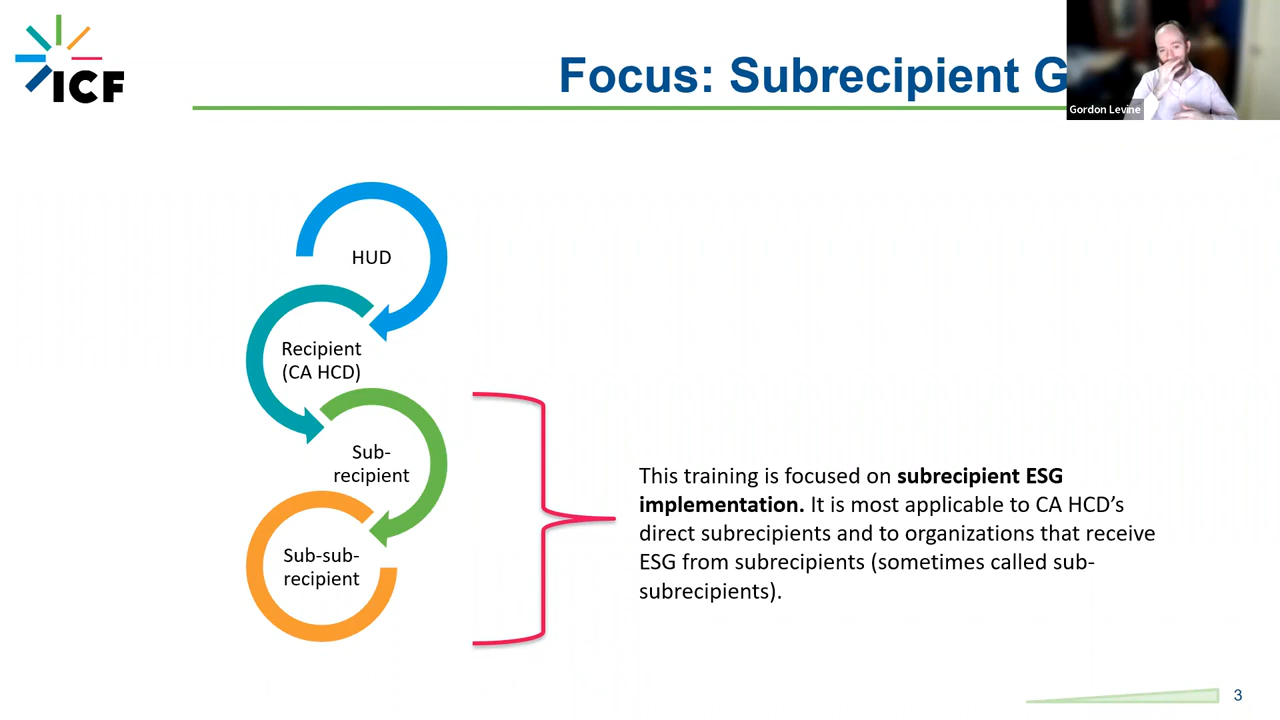 ICF
Focus: Subrecipient G
Gordon Levine
HUD
Recipient
(CA HCD)
Sub-
recipient
Sub-sub-
recipient
This training is focused on subrecipient ESG
implementation. It is most applicable to CA HCD’s
direct subrecipients and to organizations that receive
ESG from subrecipients (sometimes called sub-
subrecipients).
3